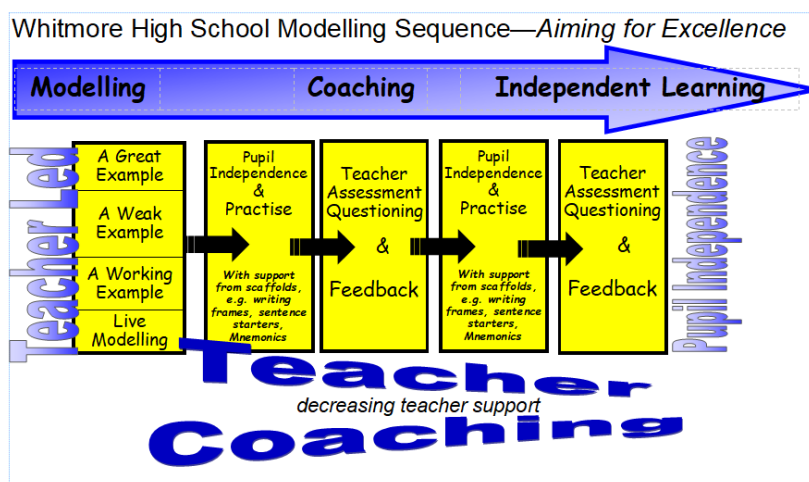 Whitmore High School Modelling Sequence—Aiming for Excellence
Modelling
Coaching
Independent Learning
Teacher Led
A Great
Example
A Weak
Example
A Working
Example
Live
Modelling
Pupil
Independence
&
Practise
With support
from scaffolds,
e.g. writing
frames, sentence
starters,
Mnemonics
Teacher
Assessment
Questioning
&
Feedback
Pupil
Independence
&
Practise
With support
from scaffolds,
e.g. writing
frames, sentence
starters,
Mnemonics
Teacher
Assessment
Questioning
&
Feedback
Pupil Independence
Teacher
decreasing teacher support
Coaching